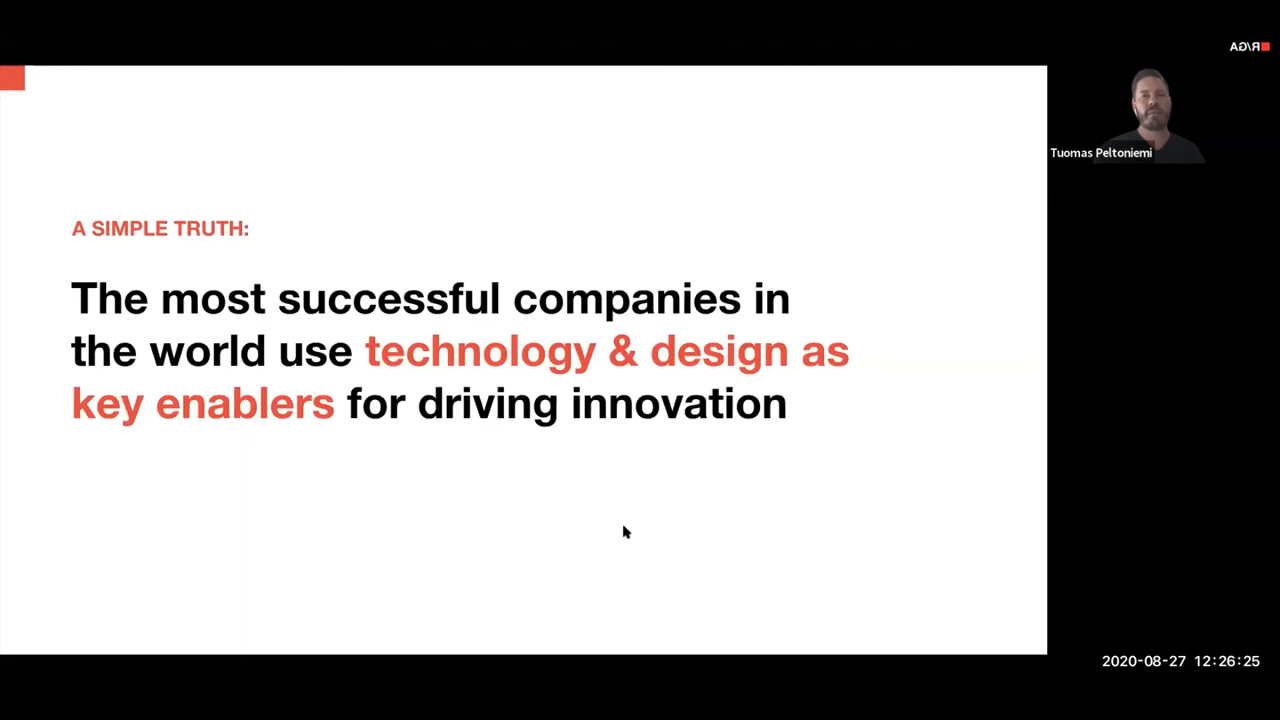 A SIMPLE TRUTH:
The most successful companies in
the world use technology & design as
key enablers for driving innovation
R/GA
Tuomas Peltoniemi
2020-08-27 12:26:25